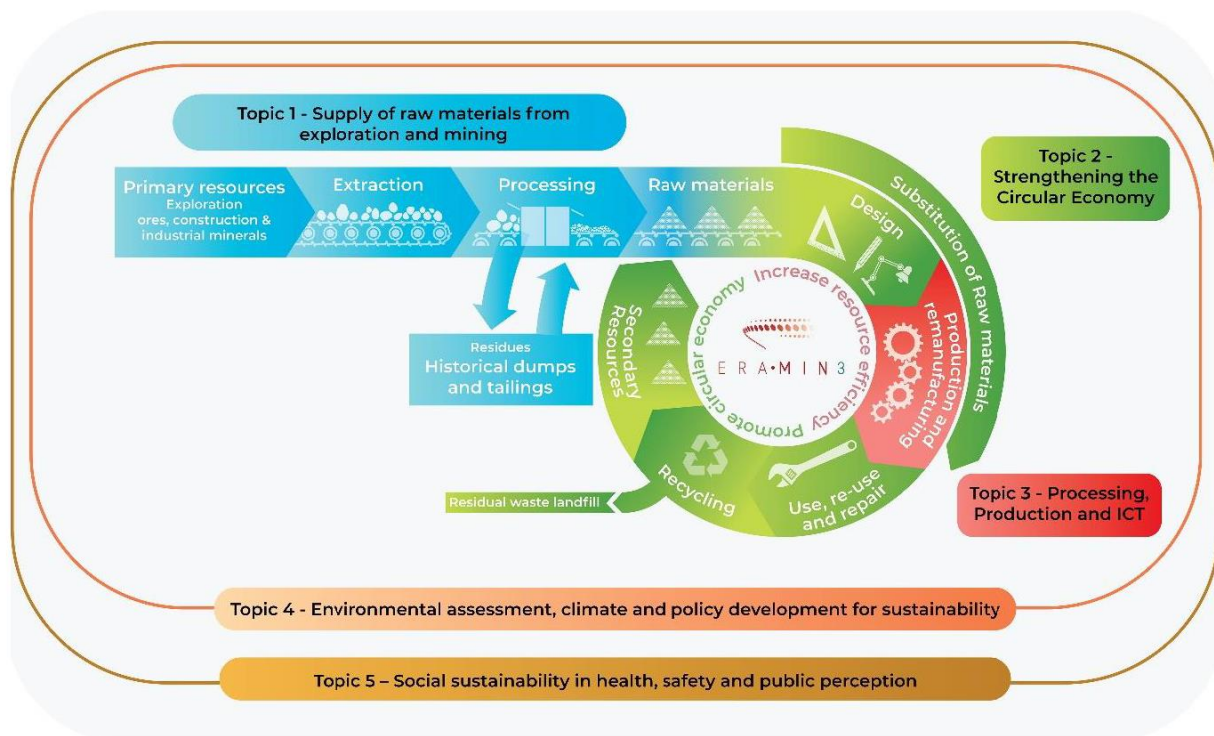 Topic 1 - Supply of raw materials from
exploration and mining
Primary resources
Exploration
ores, construction &
industrial minerals
Extraction
Processing
Raw materials
Design
Substitution of Raw materials
Topic 2 -
Strengthening the
Circular Economy
Production and
remanufacturing
Increase resource efficiency
Promote circular economy
ERA•MIN3
Secondary
Resources
Residues
Historical dumps
and tailings
Recycling
Use, re-use
and repair
Residual waste landfill
Topic 3 - Processing,
Production and ICT
Topic 4 - Environmental assessment, climate and policy development for sustainability
Topic 5 – Social sustainability in health, safety and public perception